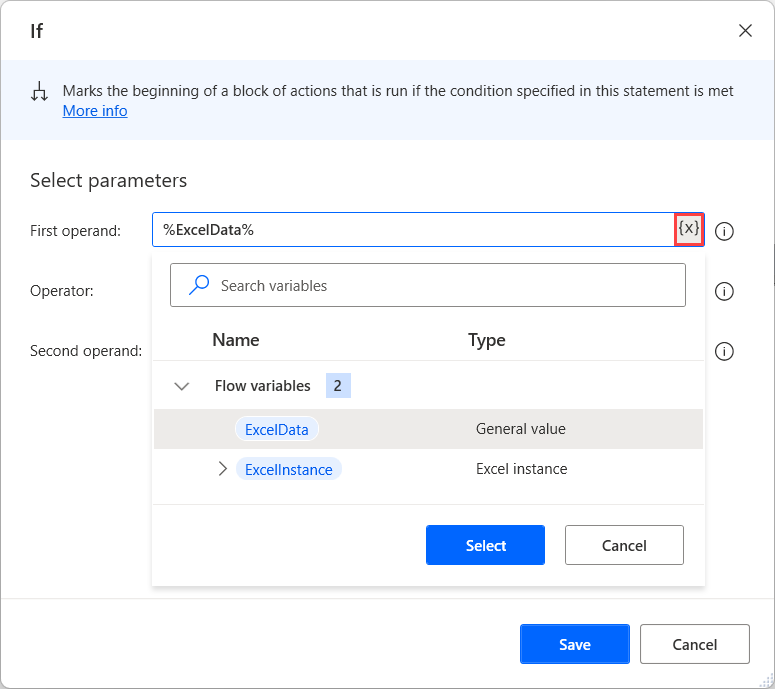 If
Marks the beginning of a block of actions that is run if the condition specified in this statement is met
More info
Select parameters
First operand:
%ExcelData%
{x}
Operator:
Search variables
Name Type
Second operand:
Flow variables 2
ExcelData General value
ExcelInstance Excel instance
Select Cancel
Save Cancel